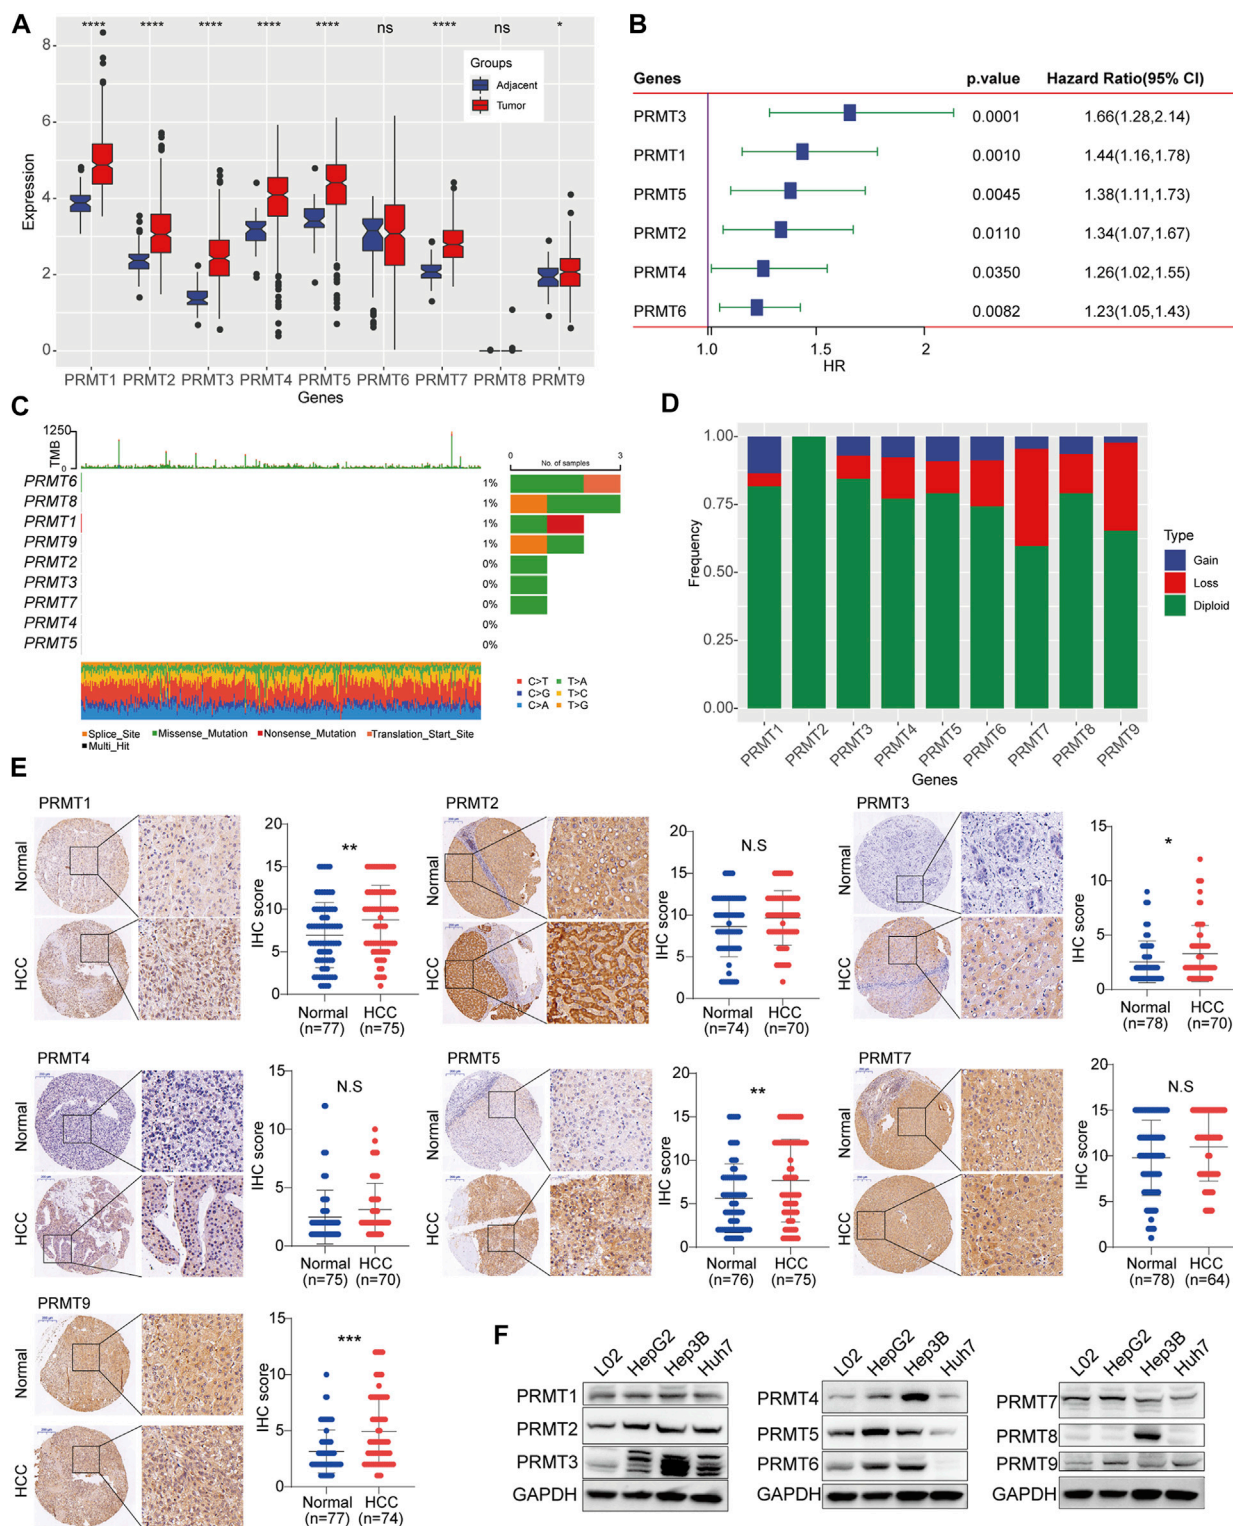 A
**** **** **** **** **** ns **** ns *
Groups
Adjacent
Tumor
Expression
8
6
4
2
0
PRMT1 PRMT2 PRMT3 PRMT4 PRMT5 PRMT6 PRMT7 PRMT8 PRMT9
Genes
B
Genes p.value Hazard Ratio(95% CI)
PRMT3 0.0001 1.66(1.28,2.14)
PRMT1 0.0010 1.44(1.16,1.78)
PRMT5 0.0045 1.38(1.11,1.73)
PRMT2 0.0110 1.34(1.07,1.67)
PRMT4 0.0350 1.26(1.02,1.55)
PRMT6 0.0082 1.23(1.05,1.43)
1.0 1.5 2
HR
C
1250
TMB
0
0 No. of samples 3
PRMT6 1%
PRMT8 1%
PRMT1 1%
PRMT9 1%
PRMT2 0%
PRMT3 0%
PRMT7 0%
PRMT4 0%
PRMT5 0%
C>T T>A
C>G T>C
C>A T>G
Splice_Site Missense_Mutation Nonsense_Mutation Translation_Start_Site
Multi_Hit
D
Frequency
1.00
0.75
0.50
0.25
0.00
Type
Gain
Loss
Diploid
PRMT1 PRMT2 PRMT3 PRMT4 PRMT5 PRMT6 PRMT7 PRMT8 PRMT9
Genes
E
PRMT1
Normal
HCC
IHC score
20
15
10
5
0
**
Normal HCC
(n=77) (n=75)
PRMT2
Normal
HCC
IHC score
20
15
10
5
0
N.S
Normal HCC
(n=74) (n=70)
PRMT3
Normal
HCC
IHC score
15
10
5
0
*
Normal HCC
(n=78) (n=70)
PRMT4
Normal
HCC
IHC score
15
10
5
0
N.S
Normal HCC
(n=75) (n=70)
PRMT5
Normal
HCC
IHC score
20
15
10
5
0
**
Normal HCC
(n=76) (n=75)
PRMT7
Normal
HCC
IHC score
20
15
10
5
0
N.S
Normal HCC
(n=78) (n=64)
PRMT9
Normal
HCC
IHC score
15
10
5
0
***
Normal HCC
(n=77) (n=74)
F
L02 HepG2 Hep3B Huh7
PRMT1
PRMT2
PRMT3
GAPDH
L02 HepG2 Hep3B Huh7
PRMT4
PRMT5
PRMT6
GAPDH
L02 HepG2 Hep3B Huh7
PRMT7
PRMT8
PRMT9
GAPDH